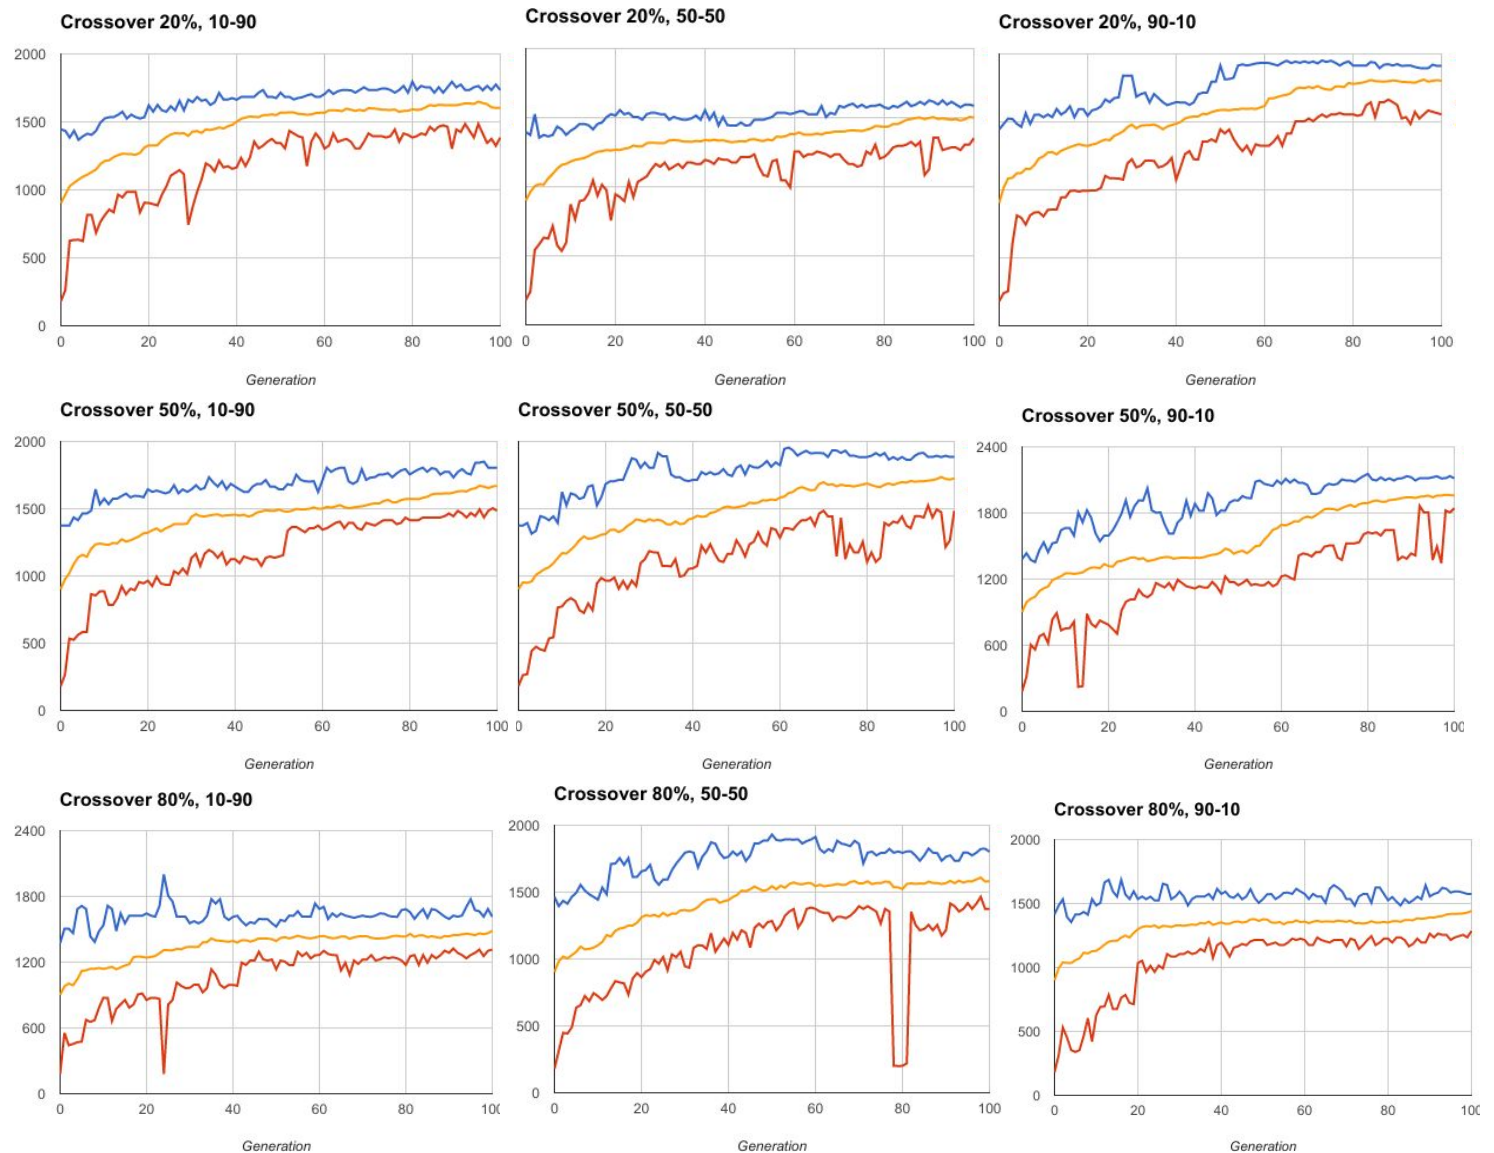 Crossover 20%, 10-90
2000
1500
1000
500
0
0 20 40 60 80 100
Generation
Crossover 20%, 50-50
0 20 40 60 80 100
Generation
Crossover 20%, 90-10
0 20 40 60 80 100
Generation
Crossover 50%, 10-90
2000
1500
1000
500
0
0 20 40 60 80 100
Generation
Crossover 50%, 50-50
0 20 40 60 80 100
Generation
Crossover 50%, 90-10
2400
1800
1200
600
0
0 20 40 60 80 100
Generation
Crossover 80%, 10-90
2400
1800
1200
600
0
0 20 40 60 80 100
Generation
Crossover 80%, 50-50
2000
1500
1000
500
0
0 20 40 60 80 100
Generation
Crossover 80%, 90-10
2000
1500
1000
500
0
0 20 40 60 80 100
Generation